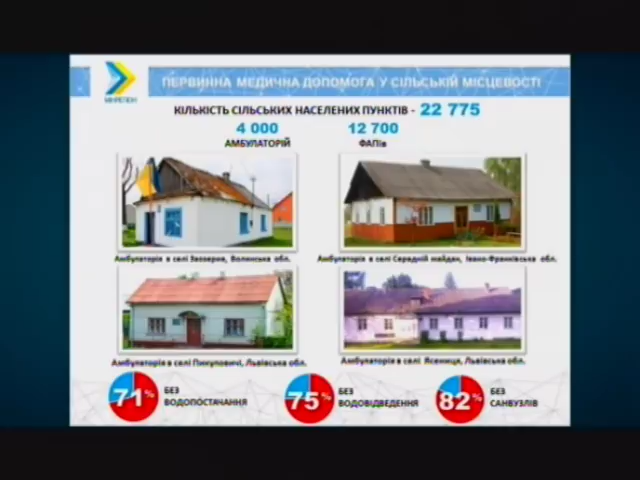 МІНРЕГІОН
ПЕРВИННА МЕДИЧНА ДОПОМОГА У СІЛЬСЬКІЙ МІСЦЕВОСТІ
КІЛЬКІСТЬ СІЛЬСЬКИХ НАСЕЛЕНИХ ПУНКТІВ - 22 775
4 000 12 700
АМБУЛАТОРІЙ ФАПів
Амбулаторія в селі Заозерне, Волинська обл. Амбулаторія в селі Середній майдан, Івано-Франківська обл.
Амбулаторія в селі Пикуловичі, Львівська обл. Амбулаторія в селі Ясениця, Львівська обл.
71% БЕЗ ВОДОПОСТАЧАННЯ
75% БЕЗ ВОДОВІДВЕДЕННЯ
82% БЕЗ САНВУЗЛІВ